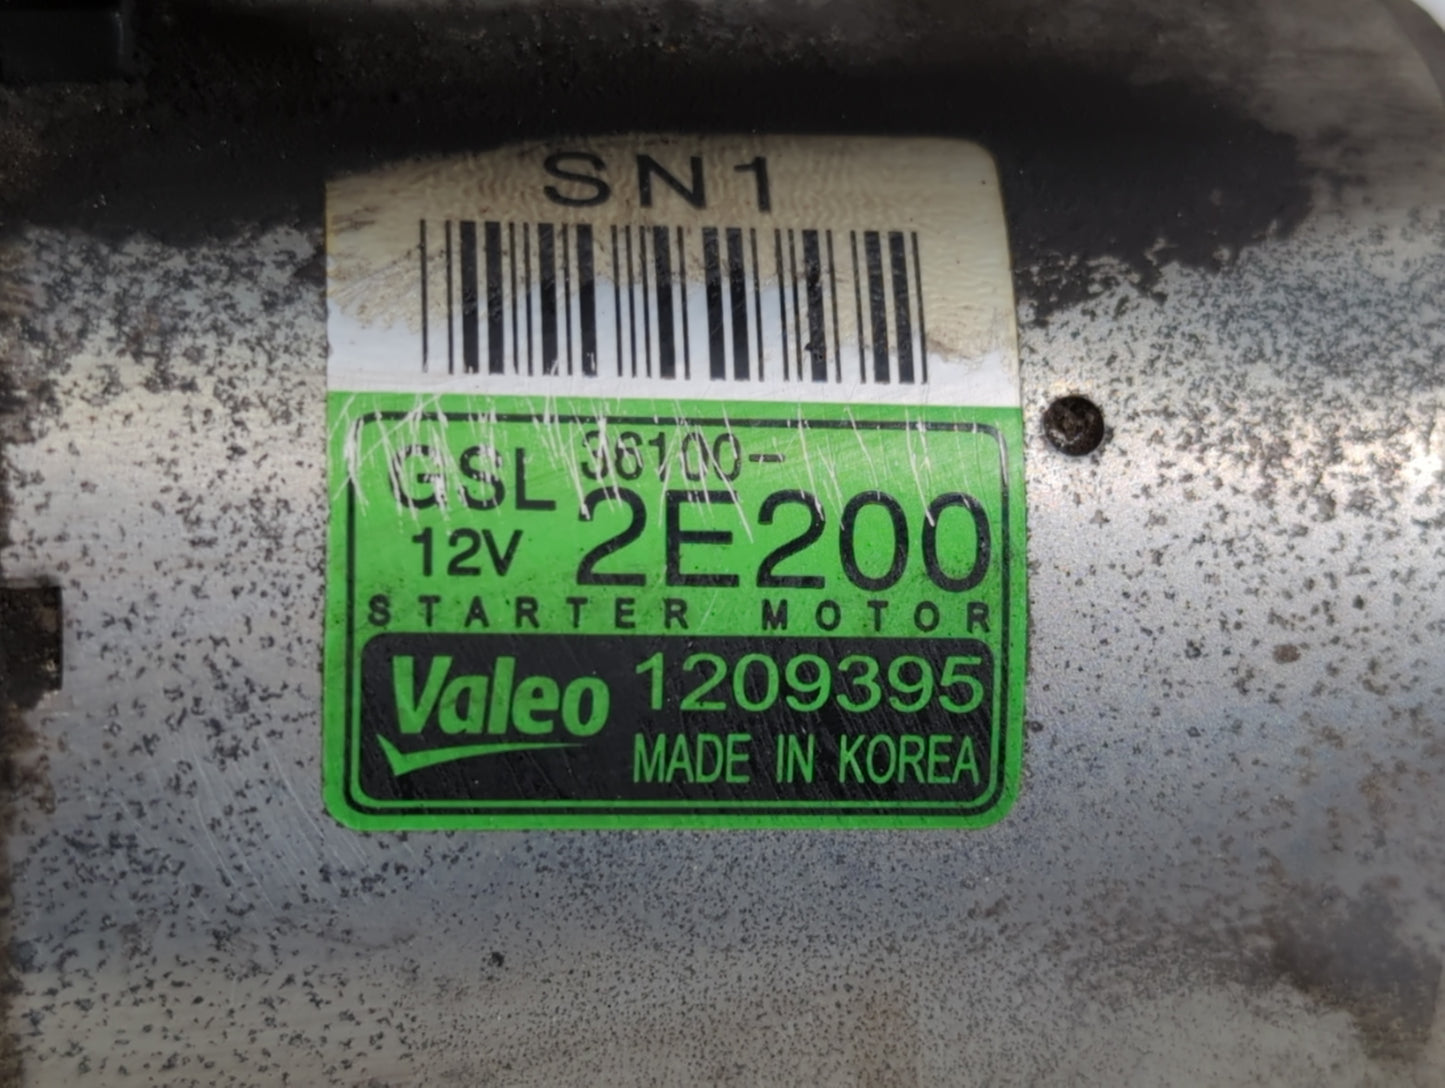 SN1
GSL 36100-
12V 2E200
STARTER MOTOR
Valeo 1209395
MADE IN KOREA